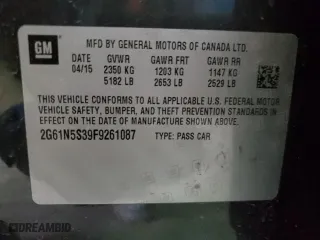 GM
MFD BY GENERAL MOTORS OF CANADA LTD.
DATE GVWR GAWR FRT GAWR RR
04/15 2350 KG 1203 KG 1147 KG
5182 LB 2653 LB 2529 LB
THIS VEHICLE CONFORMS TO ALL APPLICABLE U.S. FEDERAL MOTOR
VEHICLE SAFETY, BUMPER, AND THEFT PREVENTION STANDARDS
IN EFFECT ON THE DATE OF MANUFACTURE SHOWN ABOVE.
2G61N5S39F9261087 TYPE: PASS CAR
© DREAMBID